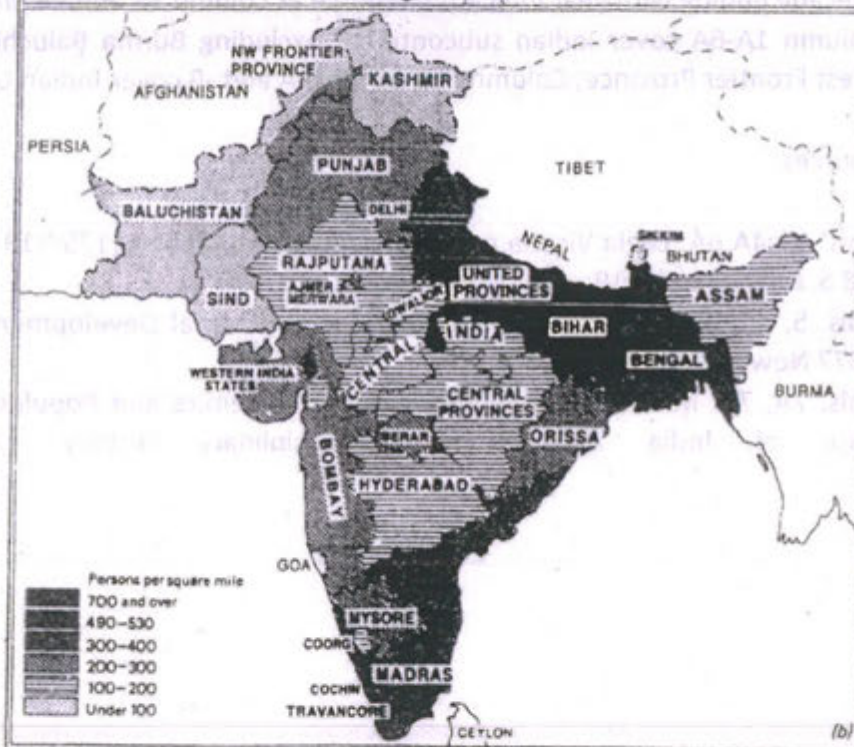 NW FRONTIER
PROVINCE
KASHMIR
AFGHANISTAN
PERSIA
PUNJAB
TIBET
BALUCHISTAN
DELHI
NEPAL
SIKKIM
BHUTAN
RAJPUTANA
UNITED
PROVINCES
ASSAM
SIND
AJMER
MERWARA
GWALIOR
BIHAR
INDIA
BENGAL
WESTERN INDIA
STATES
CENTRAL
BURMA
CENTRAL
PROVINCES
BERAR
ORISSA
BOMBAY
HYDERABAD
GOA
Persons per square mile
700 and over
490–530
300–400
200–300
100–200
Under 100
MYSORE
COORG
MADRAS
COCHIN
TRAVANCORE
CEYLON
(b)